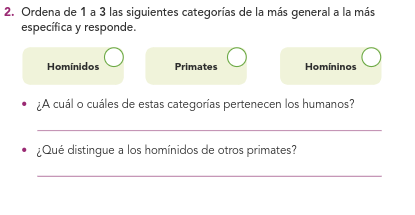 2. Ordena de 1 a 3 las siguientes categorías de la más general a la más
específica y responde.
Homínidos
Primates
Homíninos
• ¿A cuál o cuáles de estas categorías pertenecen los humanos?
• ¿Qué distingue a los homínidos de otros primates?